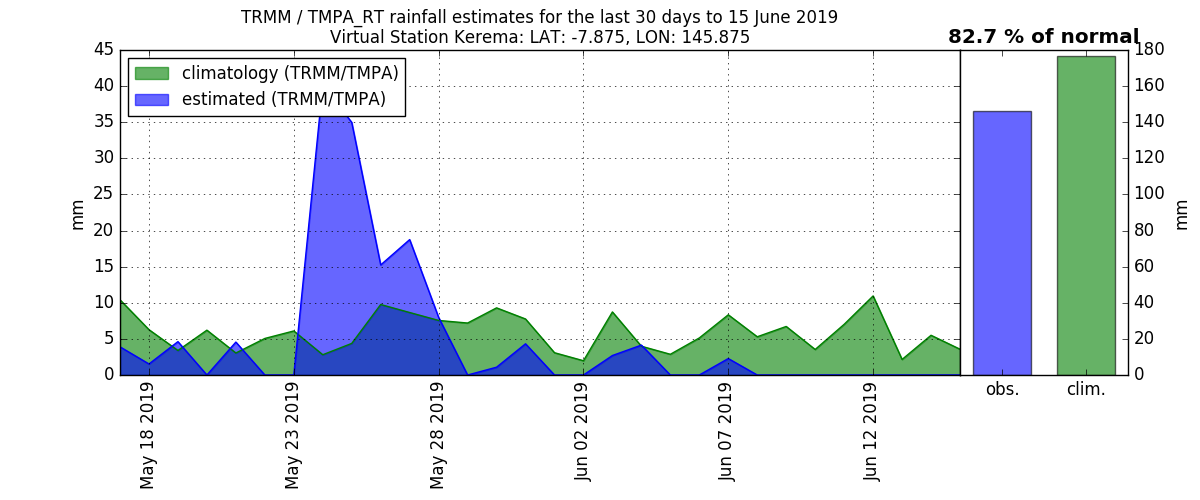 TRMM / TMPA_RT rainfall estimates for the last 30 days to 15 June 2019
Virtual Station Kerema: LAT: -7.875, LON: 145.875
82.7 % of normal
climatology (TRMM/TMPA)
estimated (TRMM/TMPA)
45
40
35
30
25
20
15
10
5
0
mm
May 18 2019
May 23 2019
May 28 2019
Jun 02 2019
Jun 07 2019
Jun 12 2019
obs.
clim.
180
160
140
120
100
80
60
40
20
0
mm